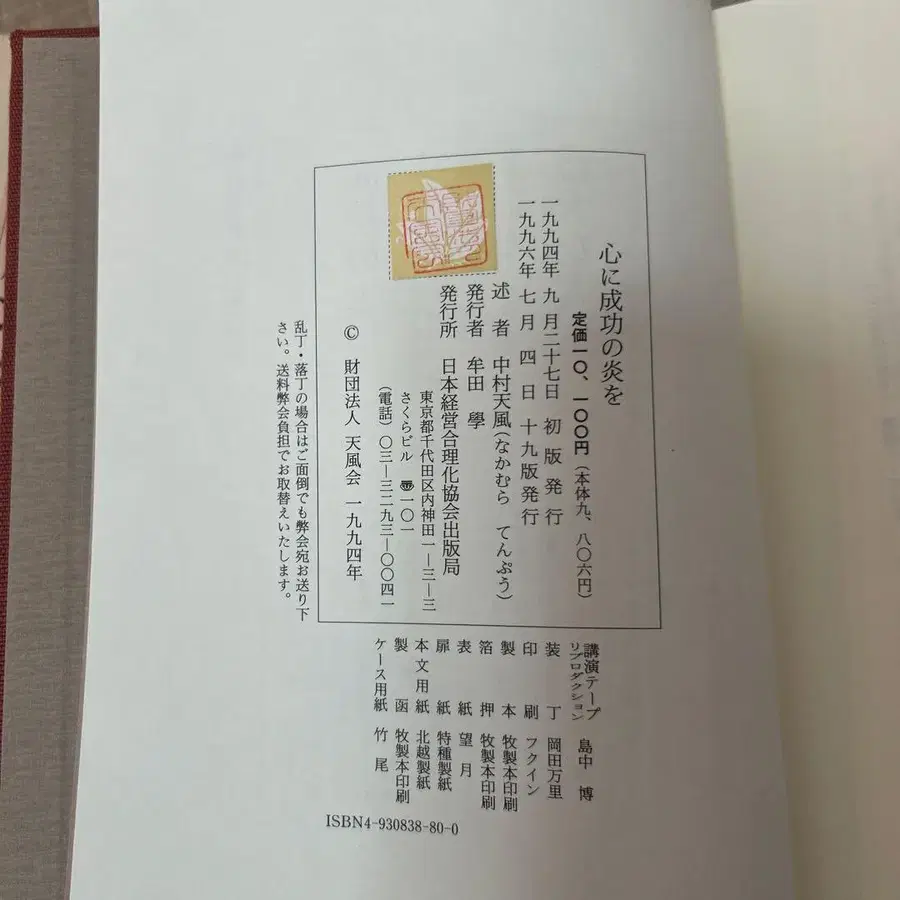 心に成功の炎を
定価一〇、一〇〇円(本体九、八〇六円)
一九九四年 九 月二十七日 初 版 発 行
一九九六年 七 月 四 日 十九版発行
述 者 中村天風(なかむら てんぷう)
発行者 牟田 學
発行所 日本経営合理化協会出版局
東京都千代田区内神田一―三―三
さくらビル 〠一〇一
(電話)〇三―三二九三―〇〇四一
© 財団法人 天風会 一九九四年
乱丁・落丁の場合はご面倒でも弊会宛お送り下
さい。送料弊会負担でお取替えいたします。
講演テープ
リプロダクション 島中 博
装 丁 岡田万里
印 刷 フクイン
製 本 牧製本印刷
箔 押 牧製本印刷
表 紙 望 月
扉 紙 特種製紙
本文用紙 北越製紙
製 函 牧製本印刷
ケース用紙 竹 尾
ISBN4-930838-80-0